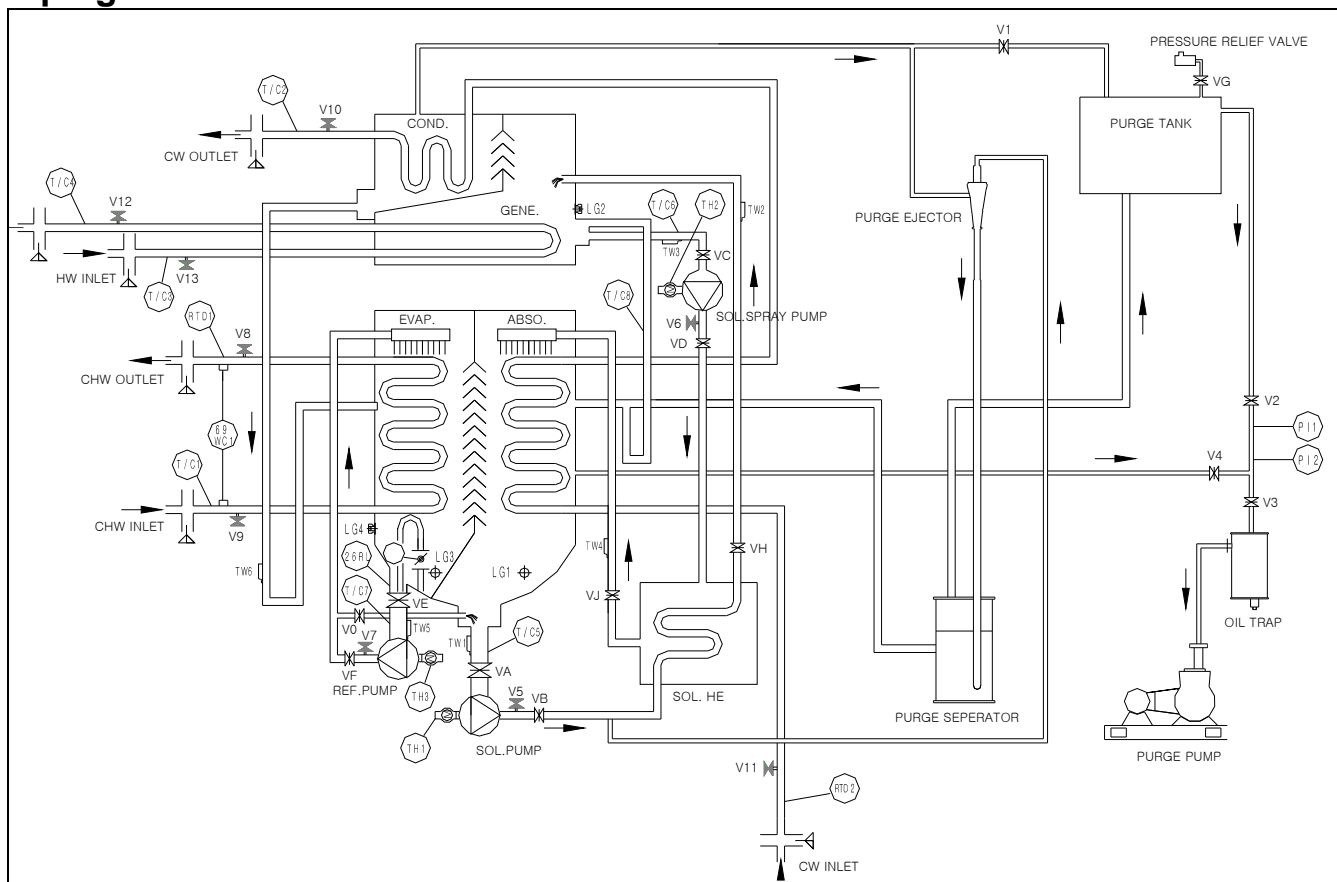 V1
PRESSURE RELIEF VALVE
VG
T/C2
V10
COND.
PURGE TANK
CW OUTLET
T/C4
V12
GENE.
LG2
T/C6
TH2
TW2
PURGE EJECTOR
TW3
VC
HW INLET
V13
T/C3
T/C8
SOL.SPRAY PUMP
RTD1
V8
EVAP.
ABSO.
V6
VD
CHW OUTLET
V2
69
WC1
PI1
T/C1
V4
PI2
CHW INLET
V9
V3
LG4
26RL
LG3
LG1
TW4
VH
TW6
T/C7
VE
VJ
V0
V7
TW5
TW1
T/C5
OIL TRAP
VF
REF.PUMP
TH3
VA
V5
VB
SOL. HE
PURGE SEPERATOR
TH1
SOL.PUMP
PURGE PUMP
V11
RTD2
CW INLET